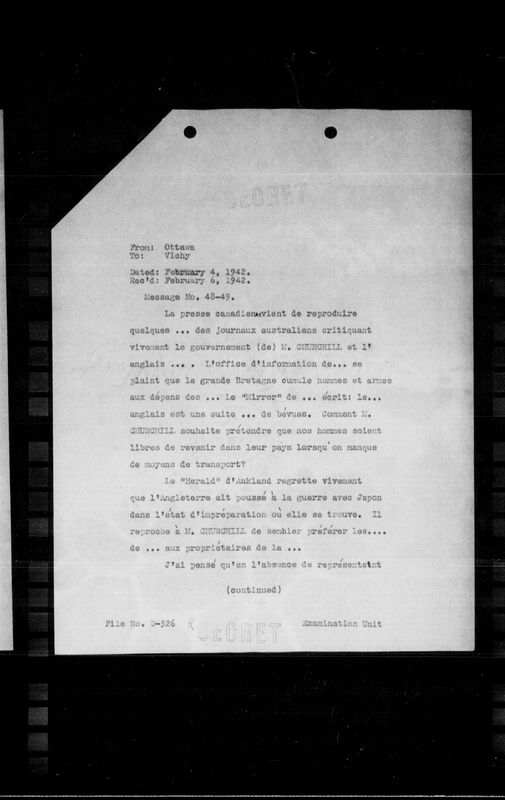 SECRET
From: Ottawa
To: Vichy
Dated: February 4, 1942.
Rec'd: February 6, 1942.
Message No. 48-49.
La presse canadienne vient de reproduire
quelques ... des journaux australiens critiquant
vivement le gouvernement (de) M. CHURCHILL et l'
anglais ... . L'office d'information de... se
plaint que la grande Bretagne cumule hommes et armes
aux dépens des ... Le "Mirror" de ... écrit: le...
anglais est une suite ... de bévues. Comment M.
CHURCHILL souhaite prétendre que nos hommes soient
libres de revenir dans leur pays lorsqu'on manque
de moyens de transport?
Le "Herald" d'Aukland regrette vivement
que l'Angleterre ait poussé à la guerre avec Japon
dans l'état d'impréparation où elle se trouve. Il
reproche à M. CHURCHILL de sembler préférer les....
de ... aux propriétaires de la ...
J'ai pensé qu'en l'absence de représentant
(continued)
File No. D-526
SECRET
Examination Unit